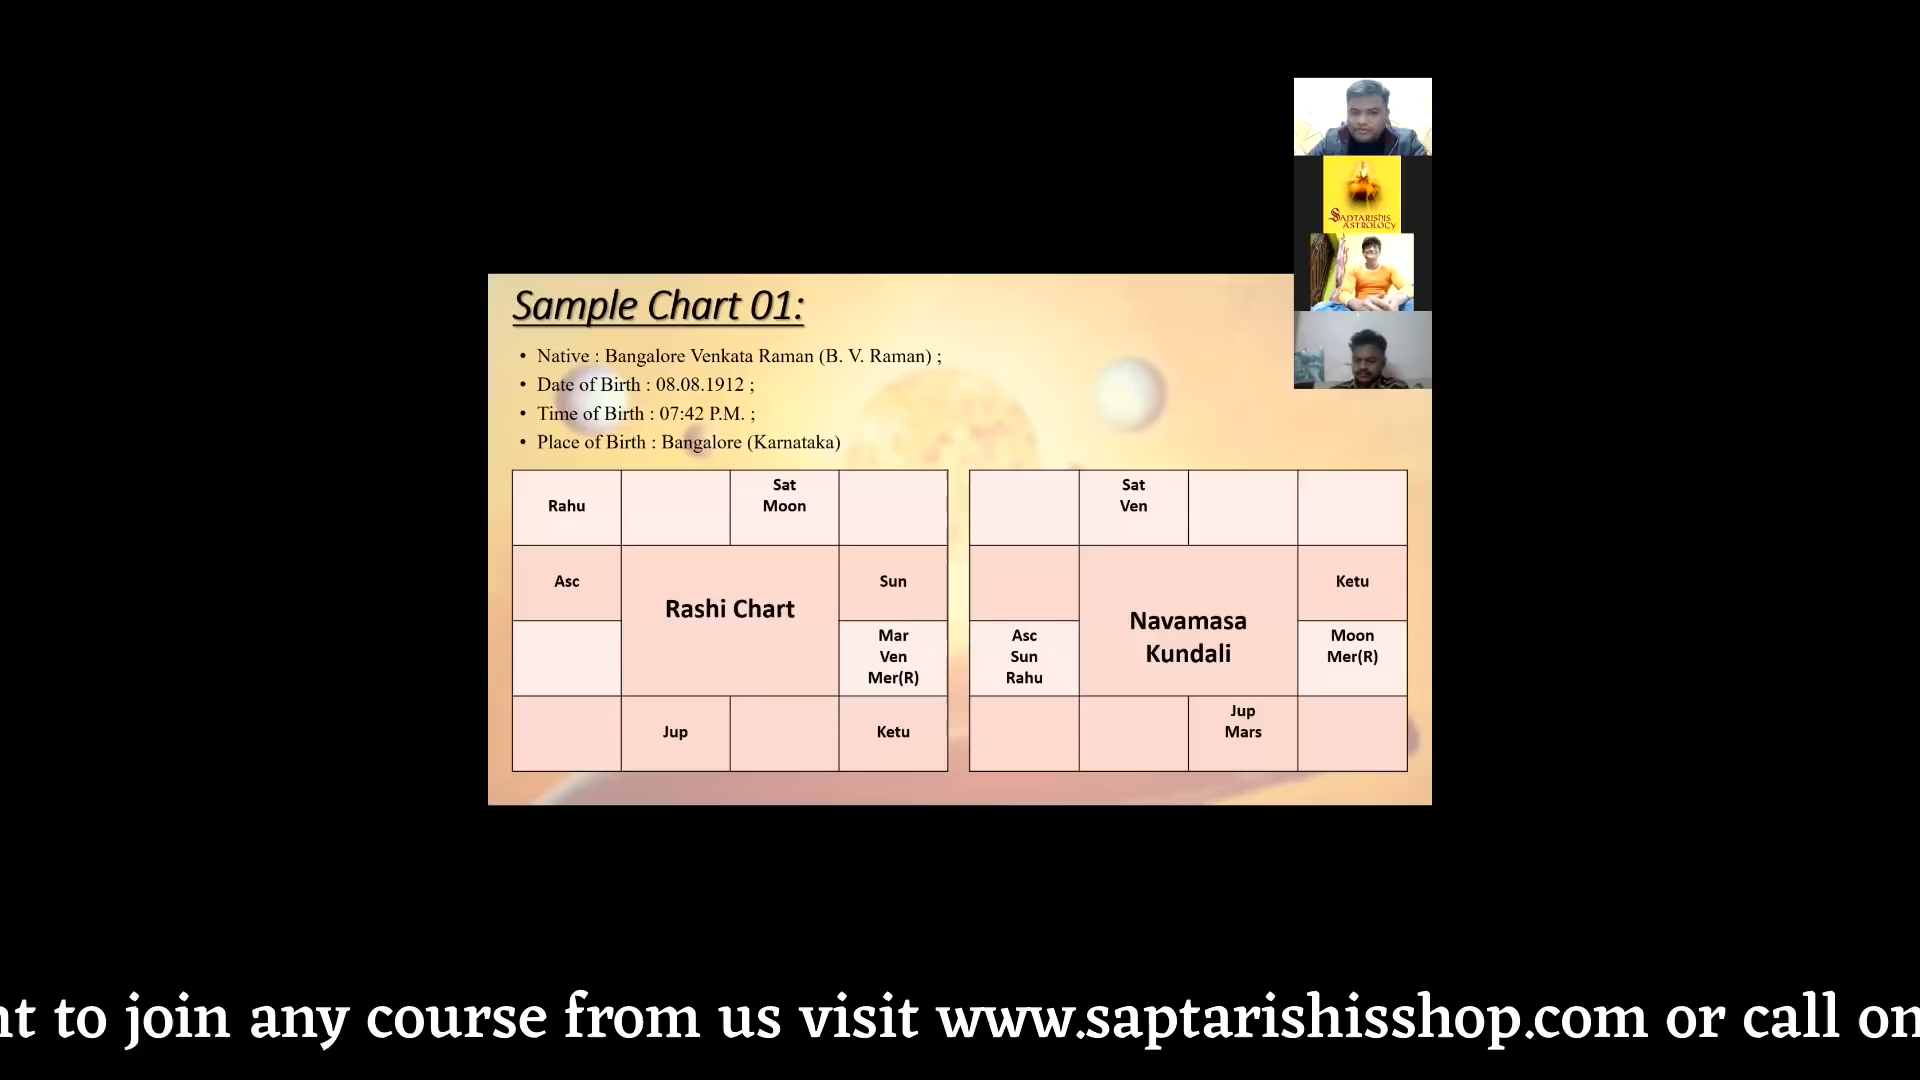 SAPTARISHIS
ASTROLOGY
Sample Chart 01:
• Native : Bangalore Venkata Raman (B. V. Raman) ;
• Date of Birth : 08.08.1912 ;
• Time of Birth : 07:42 P.M. ;
• Place of Birth : Bangalore (Karnataka)
Rahu
Sat
Moon
Asc
Rashi Chart
Sun
Mar
Ven
Mer(R)
Jup
Ketu
Sat
Ven
Navamasa
Kundali
Ketu
Asc
Sun
Rahu
Moon
Mer(R)
Jup
Mars
nt to join any course from us visit www.saptarishisshop.com or call on